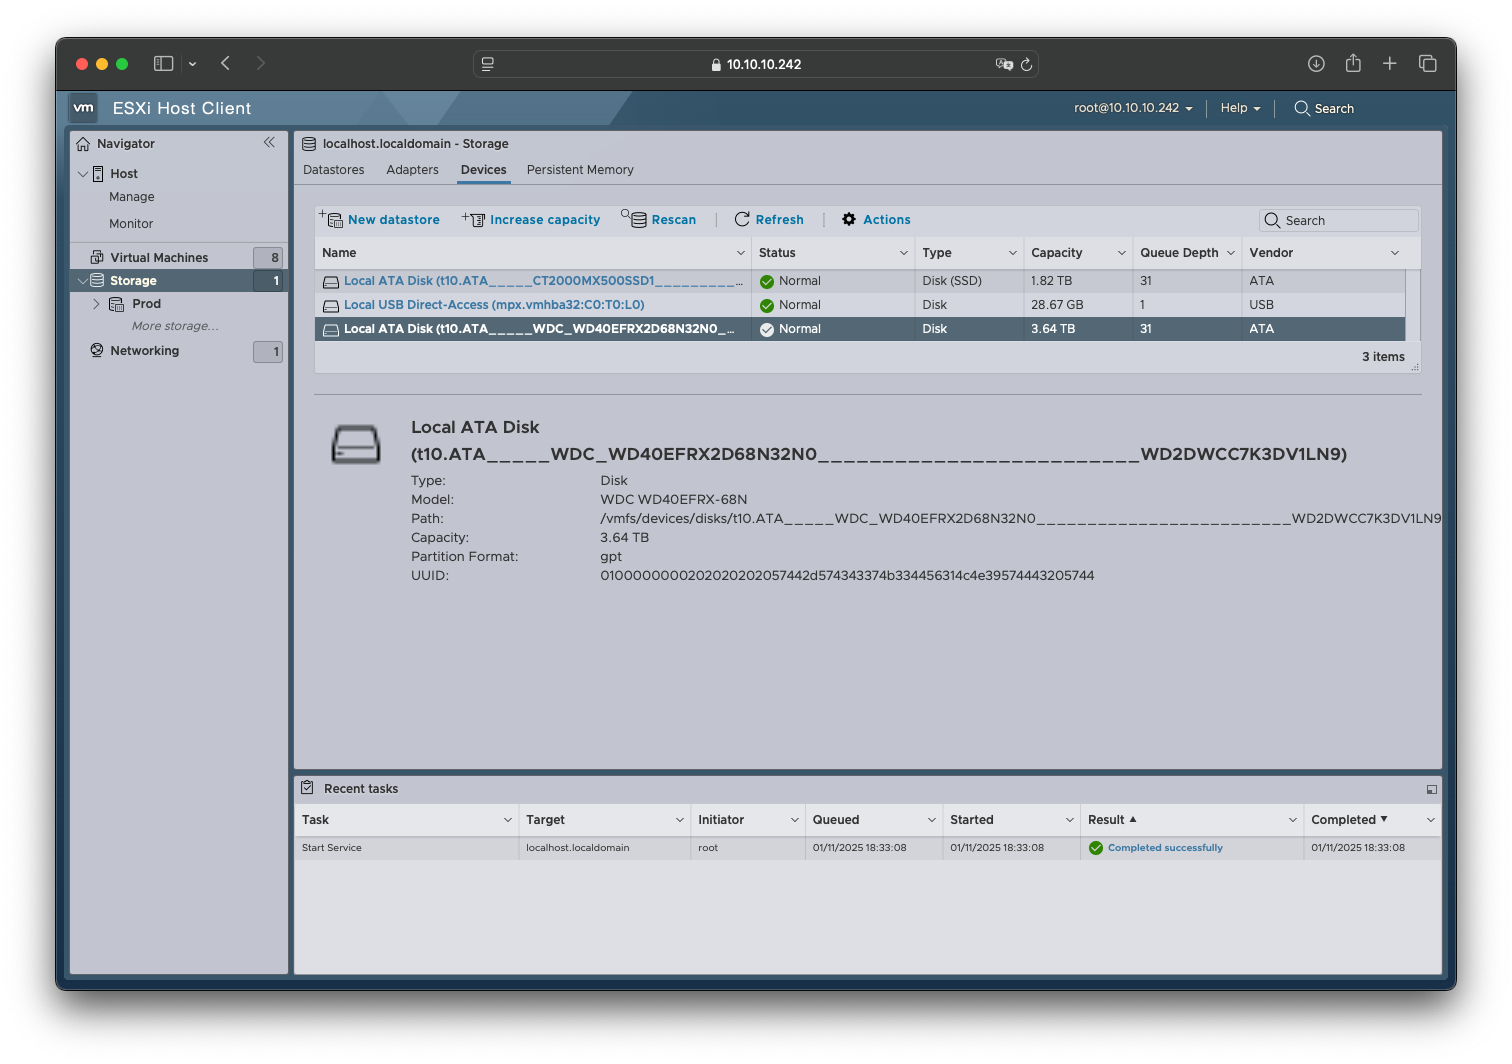 10.10.10.242
vm ESXi Host Client
root@10.10.10.242 Help Search
Navigator
Host
Manage
Monitor
Virtual Machines 8
Storage 1
Prod
More storage...
Networking 1
localhost.localdomain - Storage
Datastores Adapters Devices Persistent Memory
New datastore Increase capacity Rescan Refresh Actions Search
Name Status Type Capacity Queue Depth Vendor
Local ATA Disk (t10.ATA_____CT2000MX500SSD1_________... Normal Disk (SSD) 1.82 TB 31 ATA
Local USB Direct-Access (mpx.vmhba32:C0:T0:L0) Normal Disk 28.67 GB 1 USB
Local ATA Disk (t10.ATA_____WDC_WD40EFRX2D68N32N0_... Normal Disk 3.64 TB 31 ATA
3 items
Local ATA Disk
(t10.ATA_____WDC_WD40EFRX2D68N32N0_________________________WD2DWCC7K3DV1LN9)
Type: Disk
Model: WDC WD40EFRX-68N
Path: /vmfs/devices/disks/t10.ATA_____WDC_WD40EFRX2D68N32N0_________________________WD2DWCC7K3DV1LN9
Capacity: 3.64 TB
Partition Format: gpt
UUID: 0100000000202020202057442d574343374b334456314c4e39574443205744
Recent tasks
Task Target Initiator Queued Started Result Completed
Start Service localhost.localdomain root 01/11/2025 18:33:08 01/11/2025 18:33:08 Completed successfully 01/11/2025 18:33:08